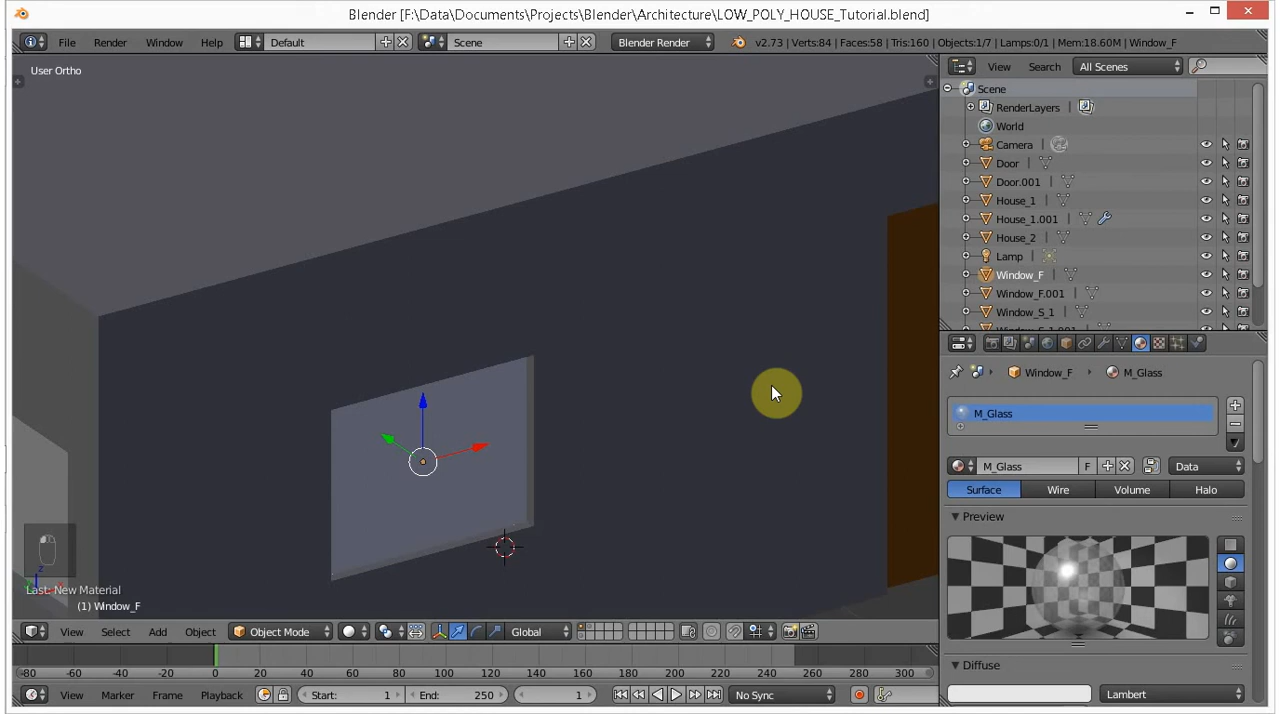 Blender [F:\Data\Documents\Projects\Blender\Architecture\LOW_POLY_HOUSE_Tutorial.blend]
File Render Window Help Default Scene Blender Render v2.73 | Verts:84 | Faces:58 | Tris:160 | Objects:1/7 | Lamps:0/1 | Mem:18.60M | Window_F
User Ortho
View Search All Scenes
Scene
RenderLayers
World
Camera
Door
Door.001
House_1
House_1.001
House_2
Lamp
Window_F
Window_F.001
Window_S_1
Window_F M_Glass
M_Glass
M_Glass F Data
Surface Wire Volume Halo
Preview
Diffuse
Lambert
z
Last: New Material
(1) Window_F
View Select Add Object Object Mode Global
-80 -60 -40 -20 0 20 40 60 80 100 120 140 160 180 200 220 240 260 280 300
View Marker Frame Playback Start: 1 End: 250 1 No Sync